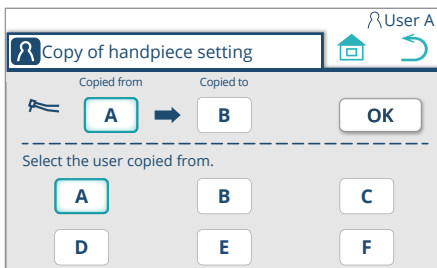 User A
Copy of handpiece setting
Copied from Copied to
A B OK
Select the user copied from.
A B C
D E F